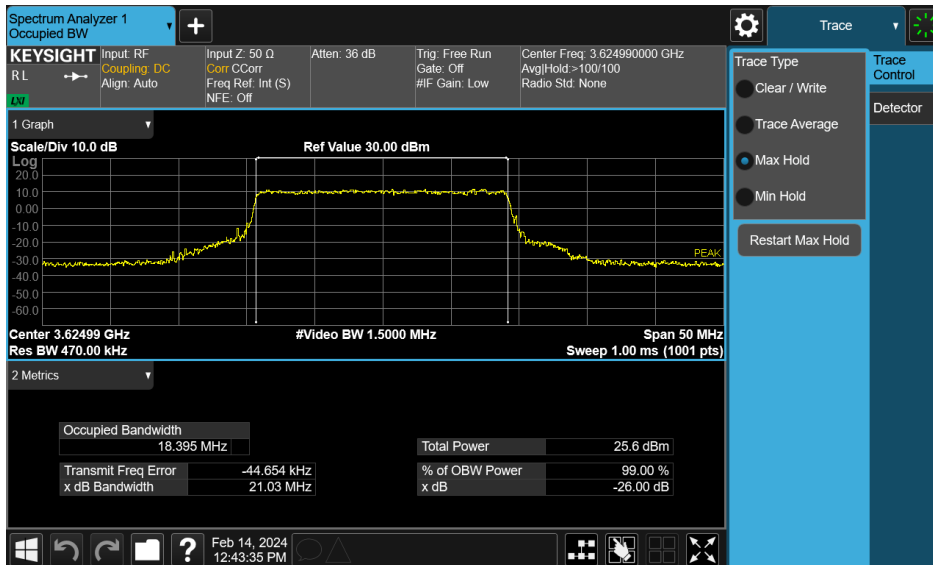 Spectrum Analyzer 1
Occupied BW
Trace
KEYSIGHT
R L
LXI
Input: RF
Coupling: DC
Align: Auto
Input Z: 50 Ω
Corr CCorr
Freq Ref: Int (S)
NFE: Off
Atten: 36 dB
Trig: Free Run
Gate: Off
#IF Gain: Low
Center Freq: 3.624990000 GHz
Avg|Hold:>100/100
Radio Std: None
Trace Type
Clear / Write
Trace Average
Max Hold
Min Hold
Restart Max Hold
Trace
Control
Detector
1 Graph
Scale/Div 10.0 dB
Ref Value 30.00 dBm
Log
20.0
10.0
0.00
-10.0
-20.0
-30.0
-40.0
-50.0
-60.0
PEAK
Center 3.62499 GHz
#Video BW 1.5000 MHz
Span 50 MHz
Res BW 470.00 kHz
Sweep 1.00 ms (1001 pts)
2 Metrics
Occupied Bandwidth
18.395 MHz
Total Power 25.6 dBm
Transmit Freq Error -44.654 kHz
% of OBW Power 99.00 %
x dB Bandwidth 21.03 MHz
x dB -26.00 dB
?
Feb 14, 2024
12:43:35 PM